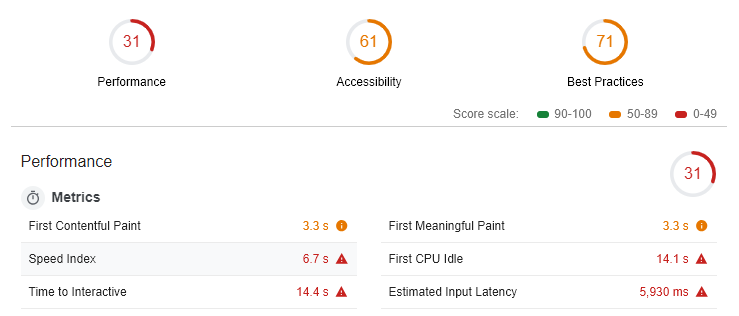 31 61 71
Performance Accessibility Best Practices
Score scale: 90-100 50-89 0-49
Performance 31
Metrics
First Contentful Paint 3.3 s First Meaningful Paint 3.3 s
Speed Index 6.7 s First CPU Idle 14.1 s
Time to Interactive 14.4 s Estimated Input Latency 5,930 ms